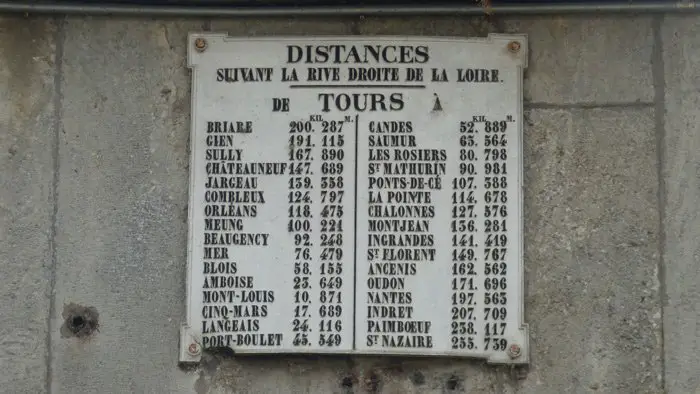 DISTANCES
SUIVANT LA RIVE DROITE DE LA LOIRE.
DE TOURS À
KIL. M.
BRIARE 200. 287
GIEN 191. 115
SULLY 167. 890
CHÂTEAUNEUF 147. 689
JARGEAU 139. 358
COMBLEUX 124. 797
ORLÉANS 118. 475
MEUNG 100. 221
BEAUGENCY 92. 248
MER 76. 479
BLOIS 58. 155
AMBOISE 23. 649
MONT-LOUIS 10. 871
CINQ-MARS 17. 689
LANGEAIS 24. 116
PORT-BOULET 45. 549
KIL. M.
CANDES 52. 889
SAUMUR 63. 564
LES ROSIERS 80. 798
ST MATHURIN 90. 981
PONTS-DE-CÉ 107. 388
LA POINTE 114. 678
CHALONNES 127. 576
MONTJEAN 136. 281
INGRANDES 141. 419
ST FLORENT 149. 767
ANCENIS 162. 562
OUDON 171. 696
NANTES 197. 563
INDRET 207. 709
PAIMBŒUF 238. 117
ST NAZAIRE 253. 739